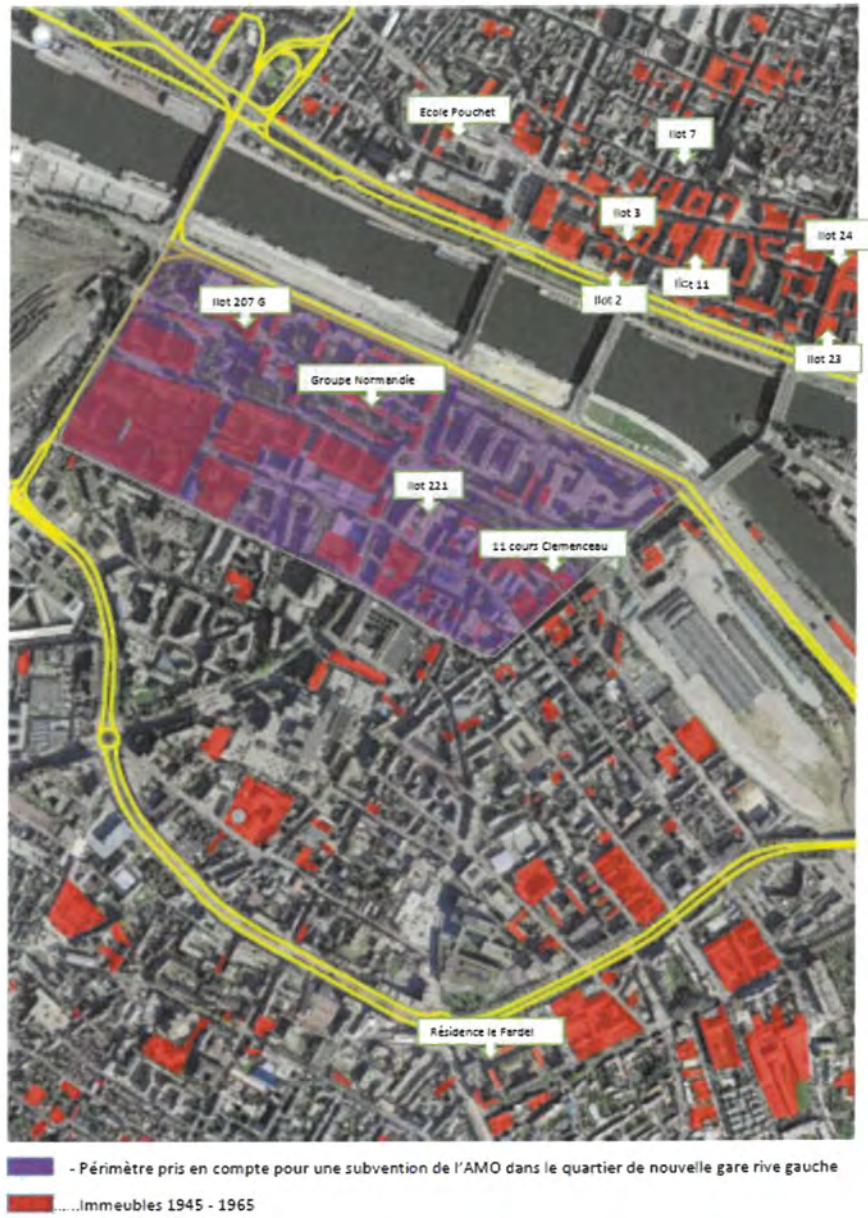 Ecole Pouchet
Ilot 7
Ilot 3
Ilot 24
Ilot 11
Ilot 2
Ilot 207 G
Ilot 23
Groupe Normandie
Ilot 221
11 cours Clemenceau
Résidence le Fardel
- Périmètre pris en compte pour une subvention de l'AMO dans le quartier de nouvelle gare rive gauche
......Immeubles 1945 - 1965